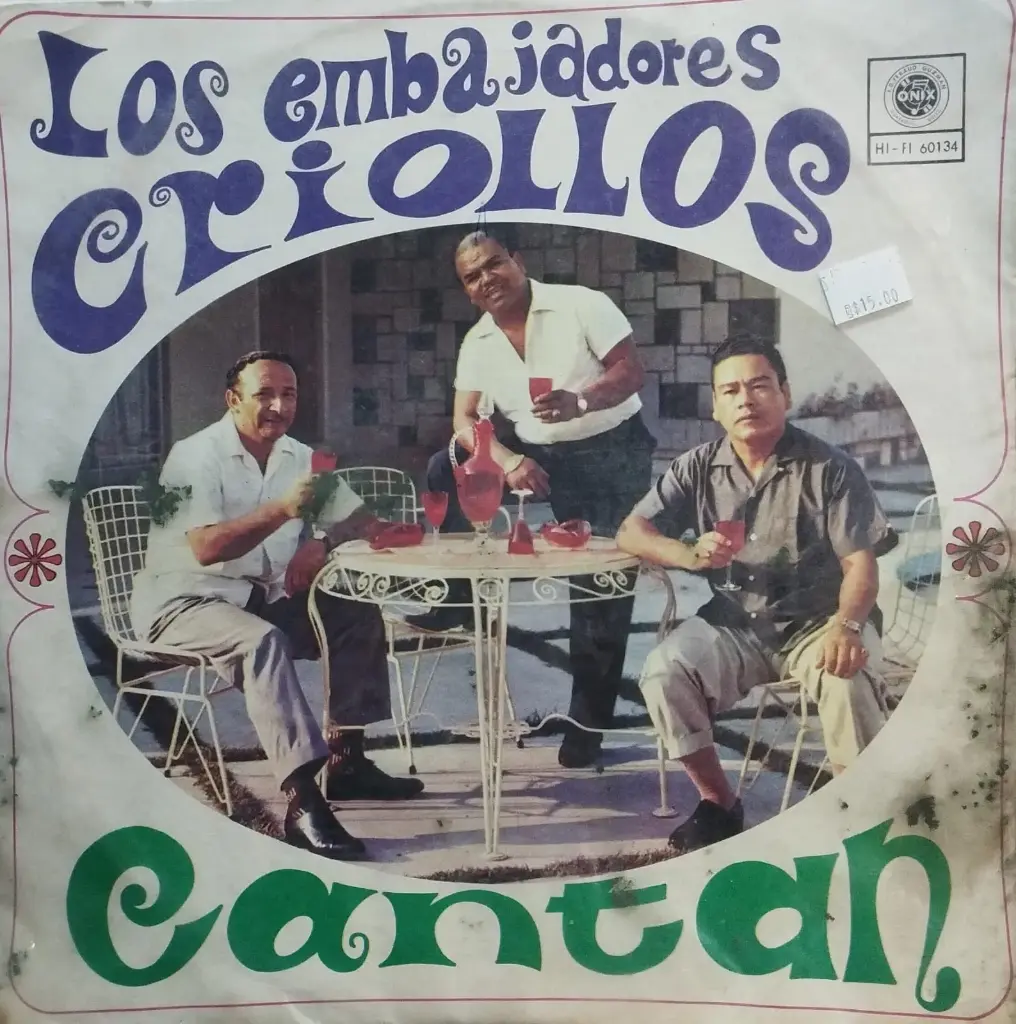 Los embajadores
criollos
ONIX
HI-FI 60134
$15.00
Cantan